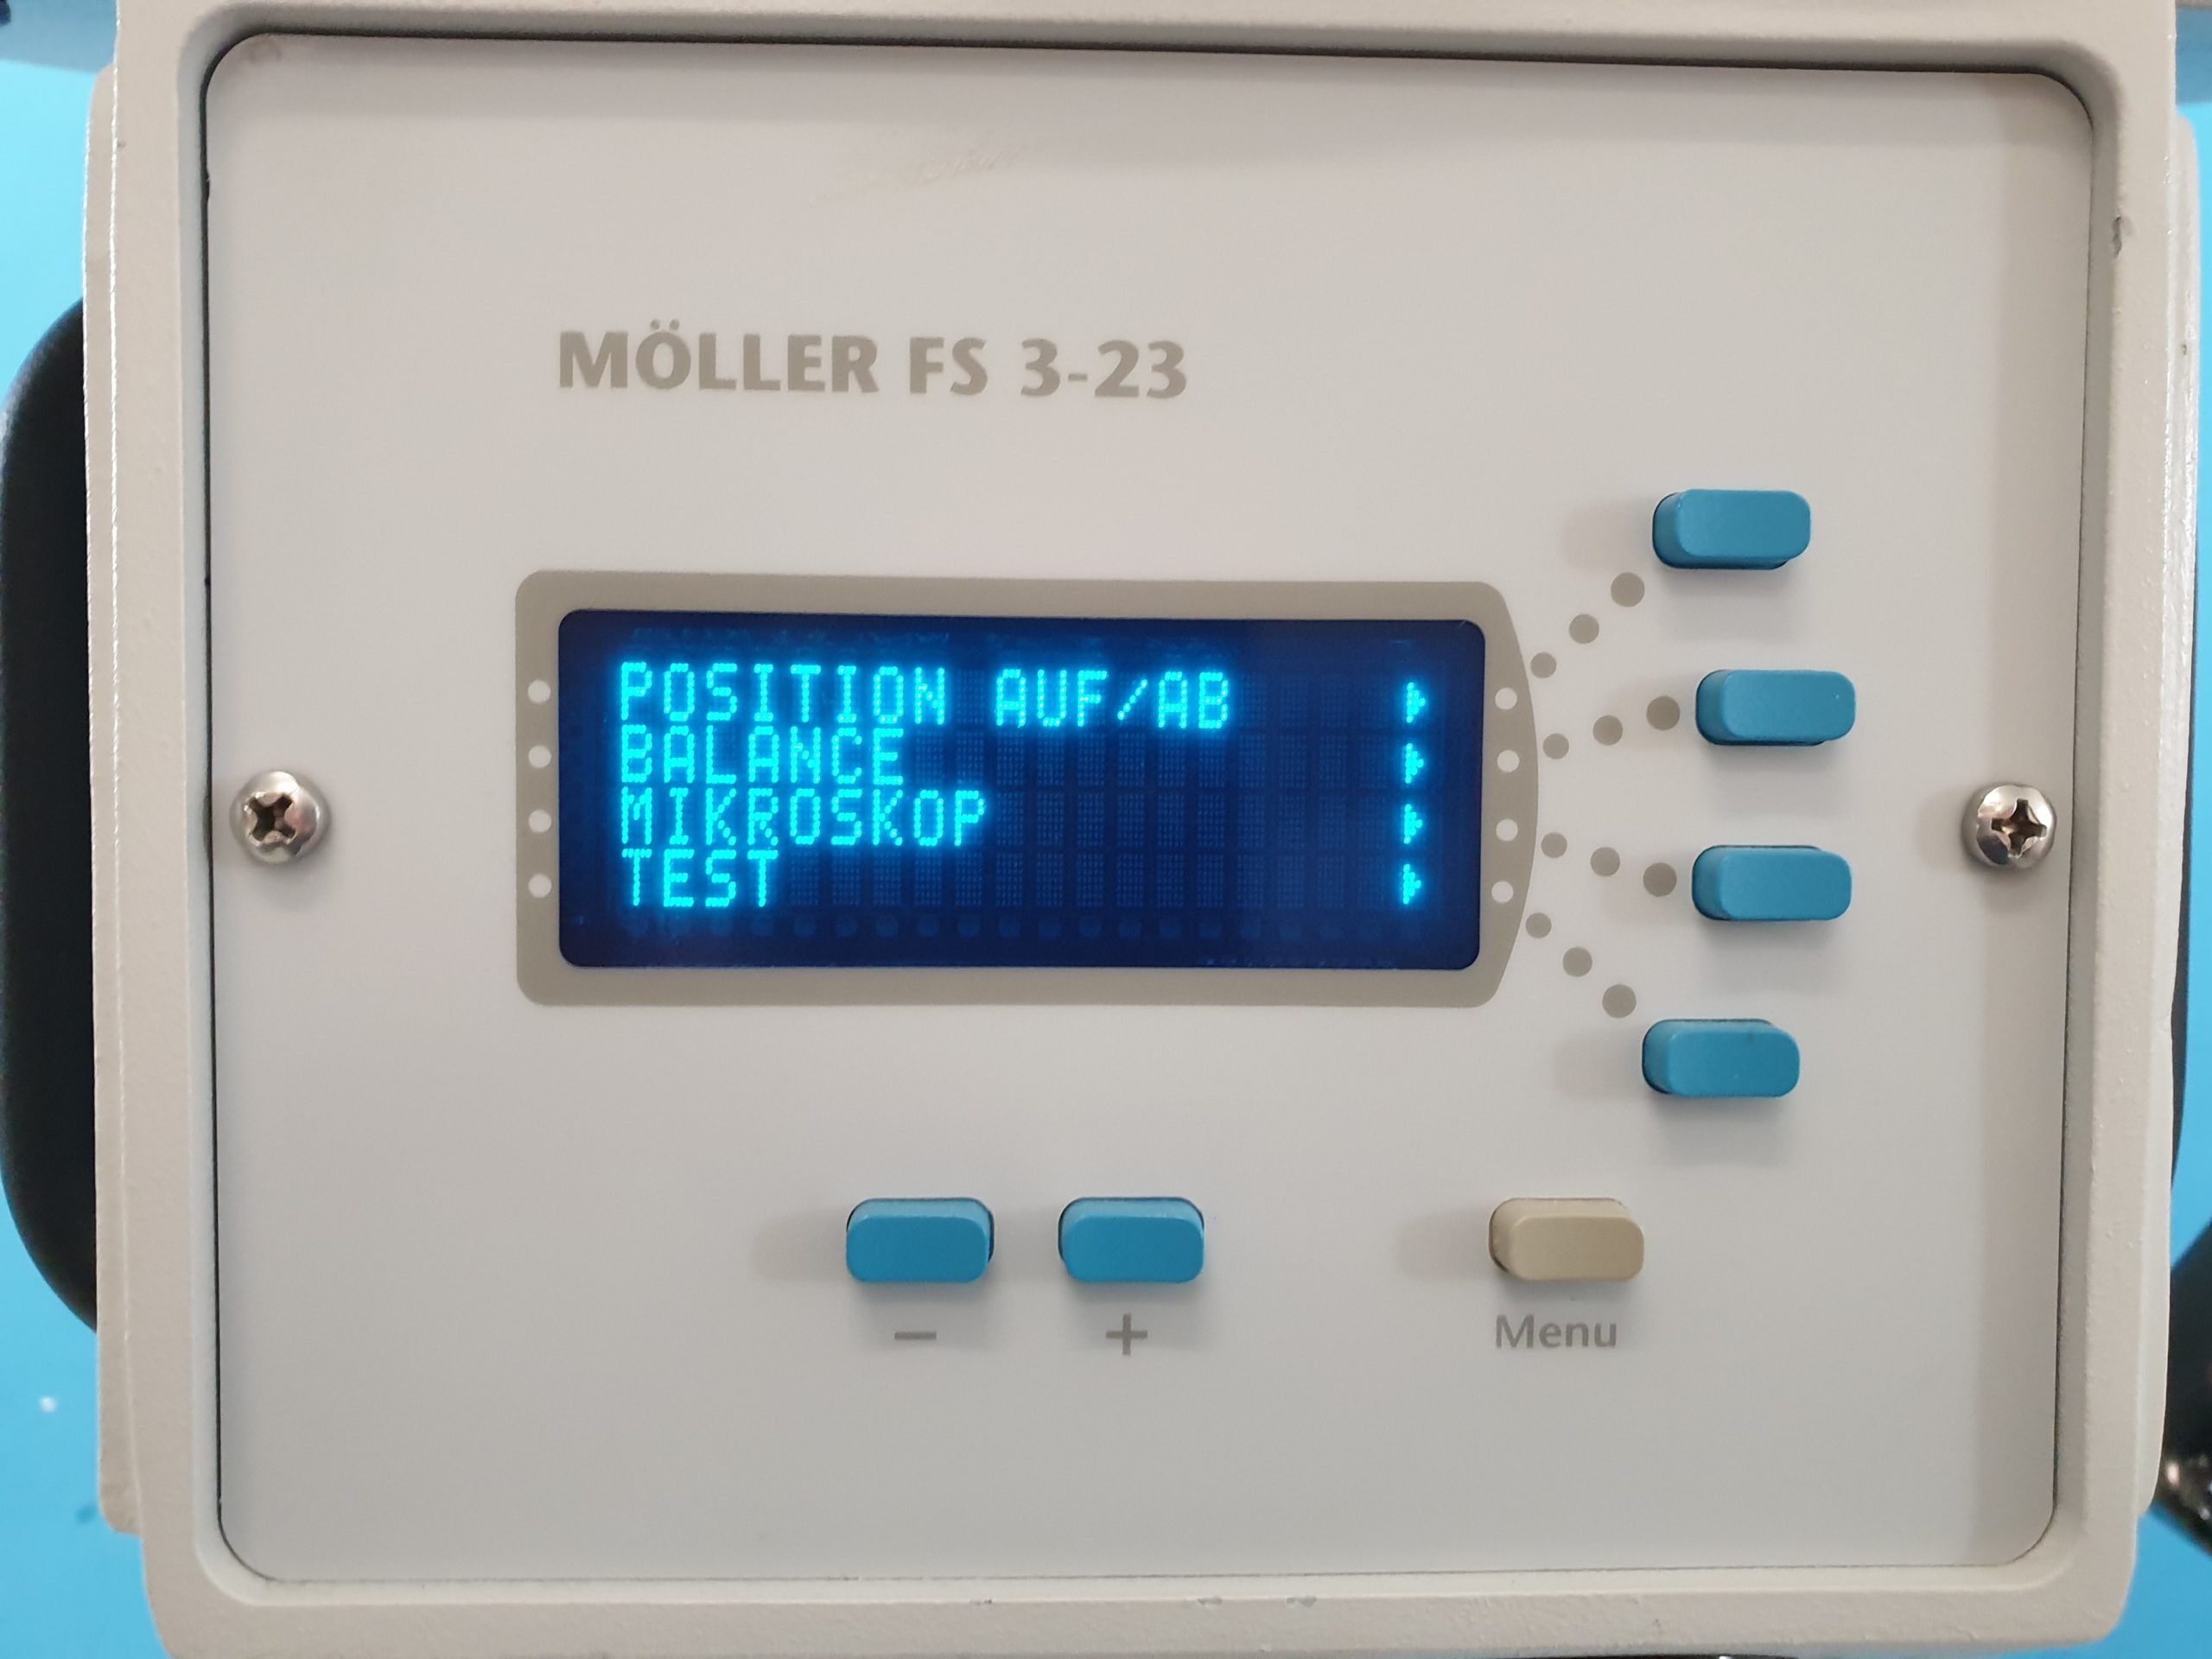 MÖLLER FS 3-23
POSITION AUF/AB
BALANCE
MIKROSKOP
TEST
− +
Menu